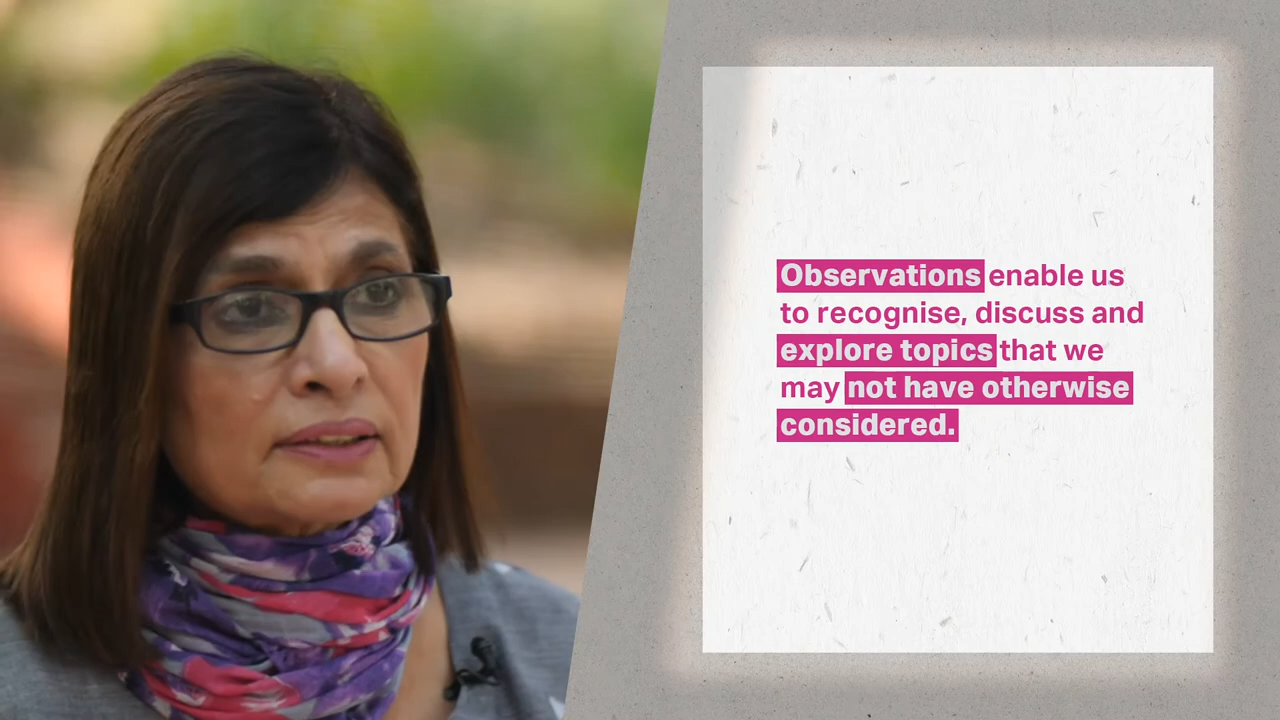 Observations enable us
to recognise, discuss and
explore topics that we
may not have otherwise
considered.